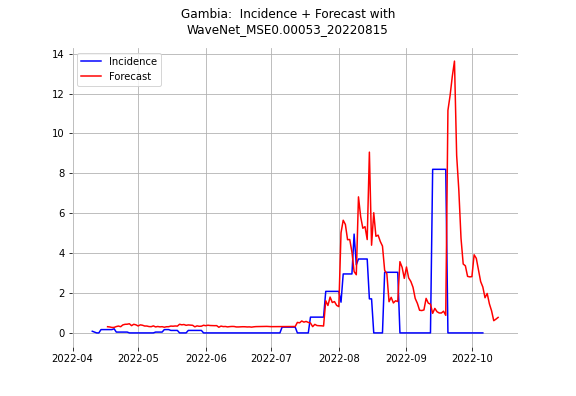 Gambia:  Incidence + Forecast with
WaveNet_MSE0.00053_20220815
Incidence
Forecast
14
12
10
8
6
4
2
0
2022-04 2022-05 2022-06 2022-07 2022-08 2022-09 2022-10